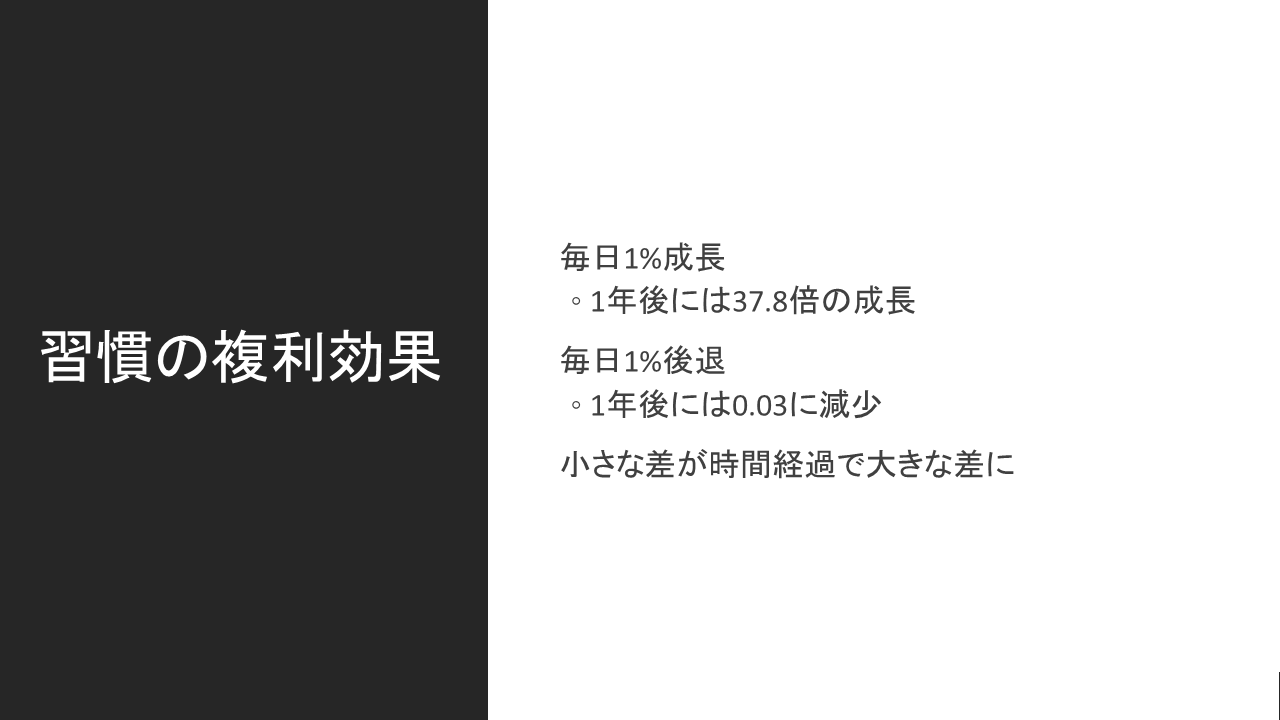 習慣の複利効果
毎日1%成長
◦ 1年後には37.8倍の成長
毎日1%後退
◦ 1年後には0.03に減少
小さな差が時間経過で大きな差に